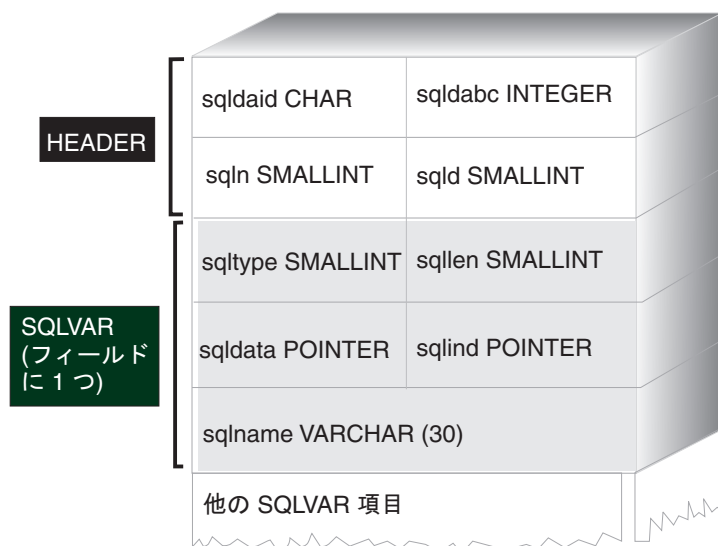 sqldaid CHAR
sqldabc INTEGER
HEADER
sqln SMALLINT
sqld SMALLINT
sqltype SMALLINT
sqllen SMALLINT
SQLVAR
(フィールド
に 1 つ)
sqldata POINTER
sqlind POINTER
sqlname VARCHAR (30)
他の SQLVAR 項目